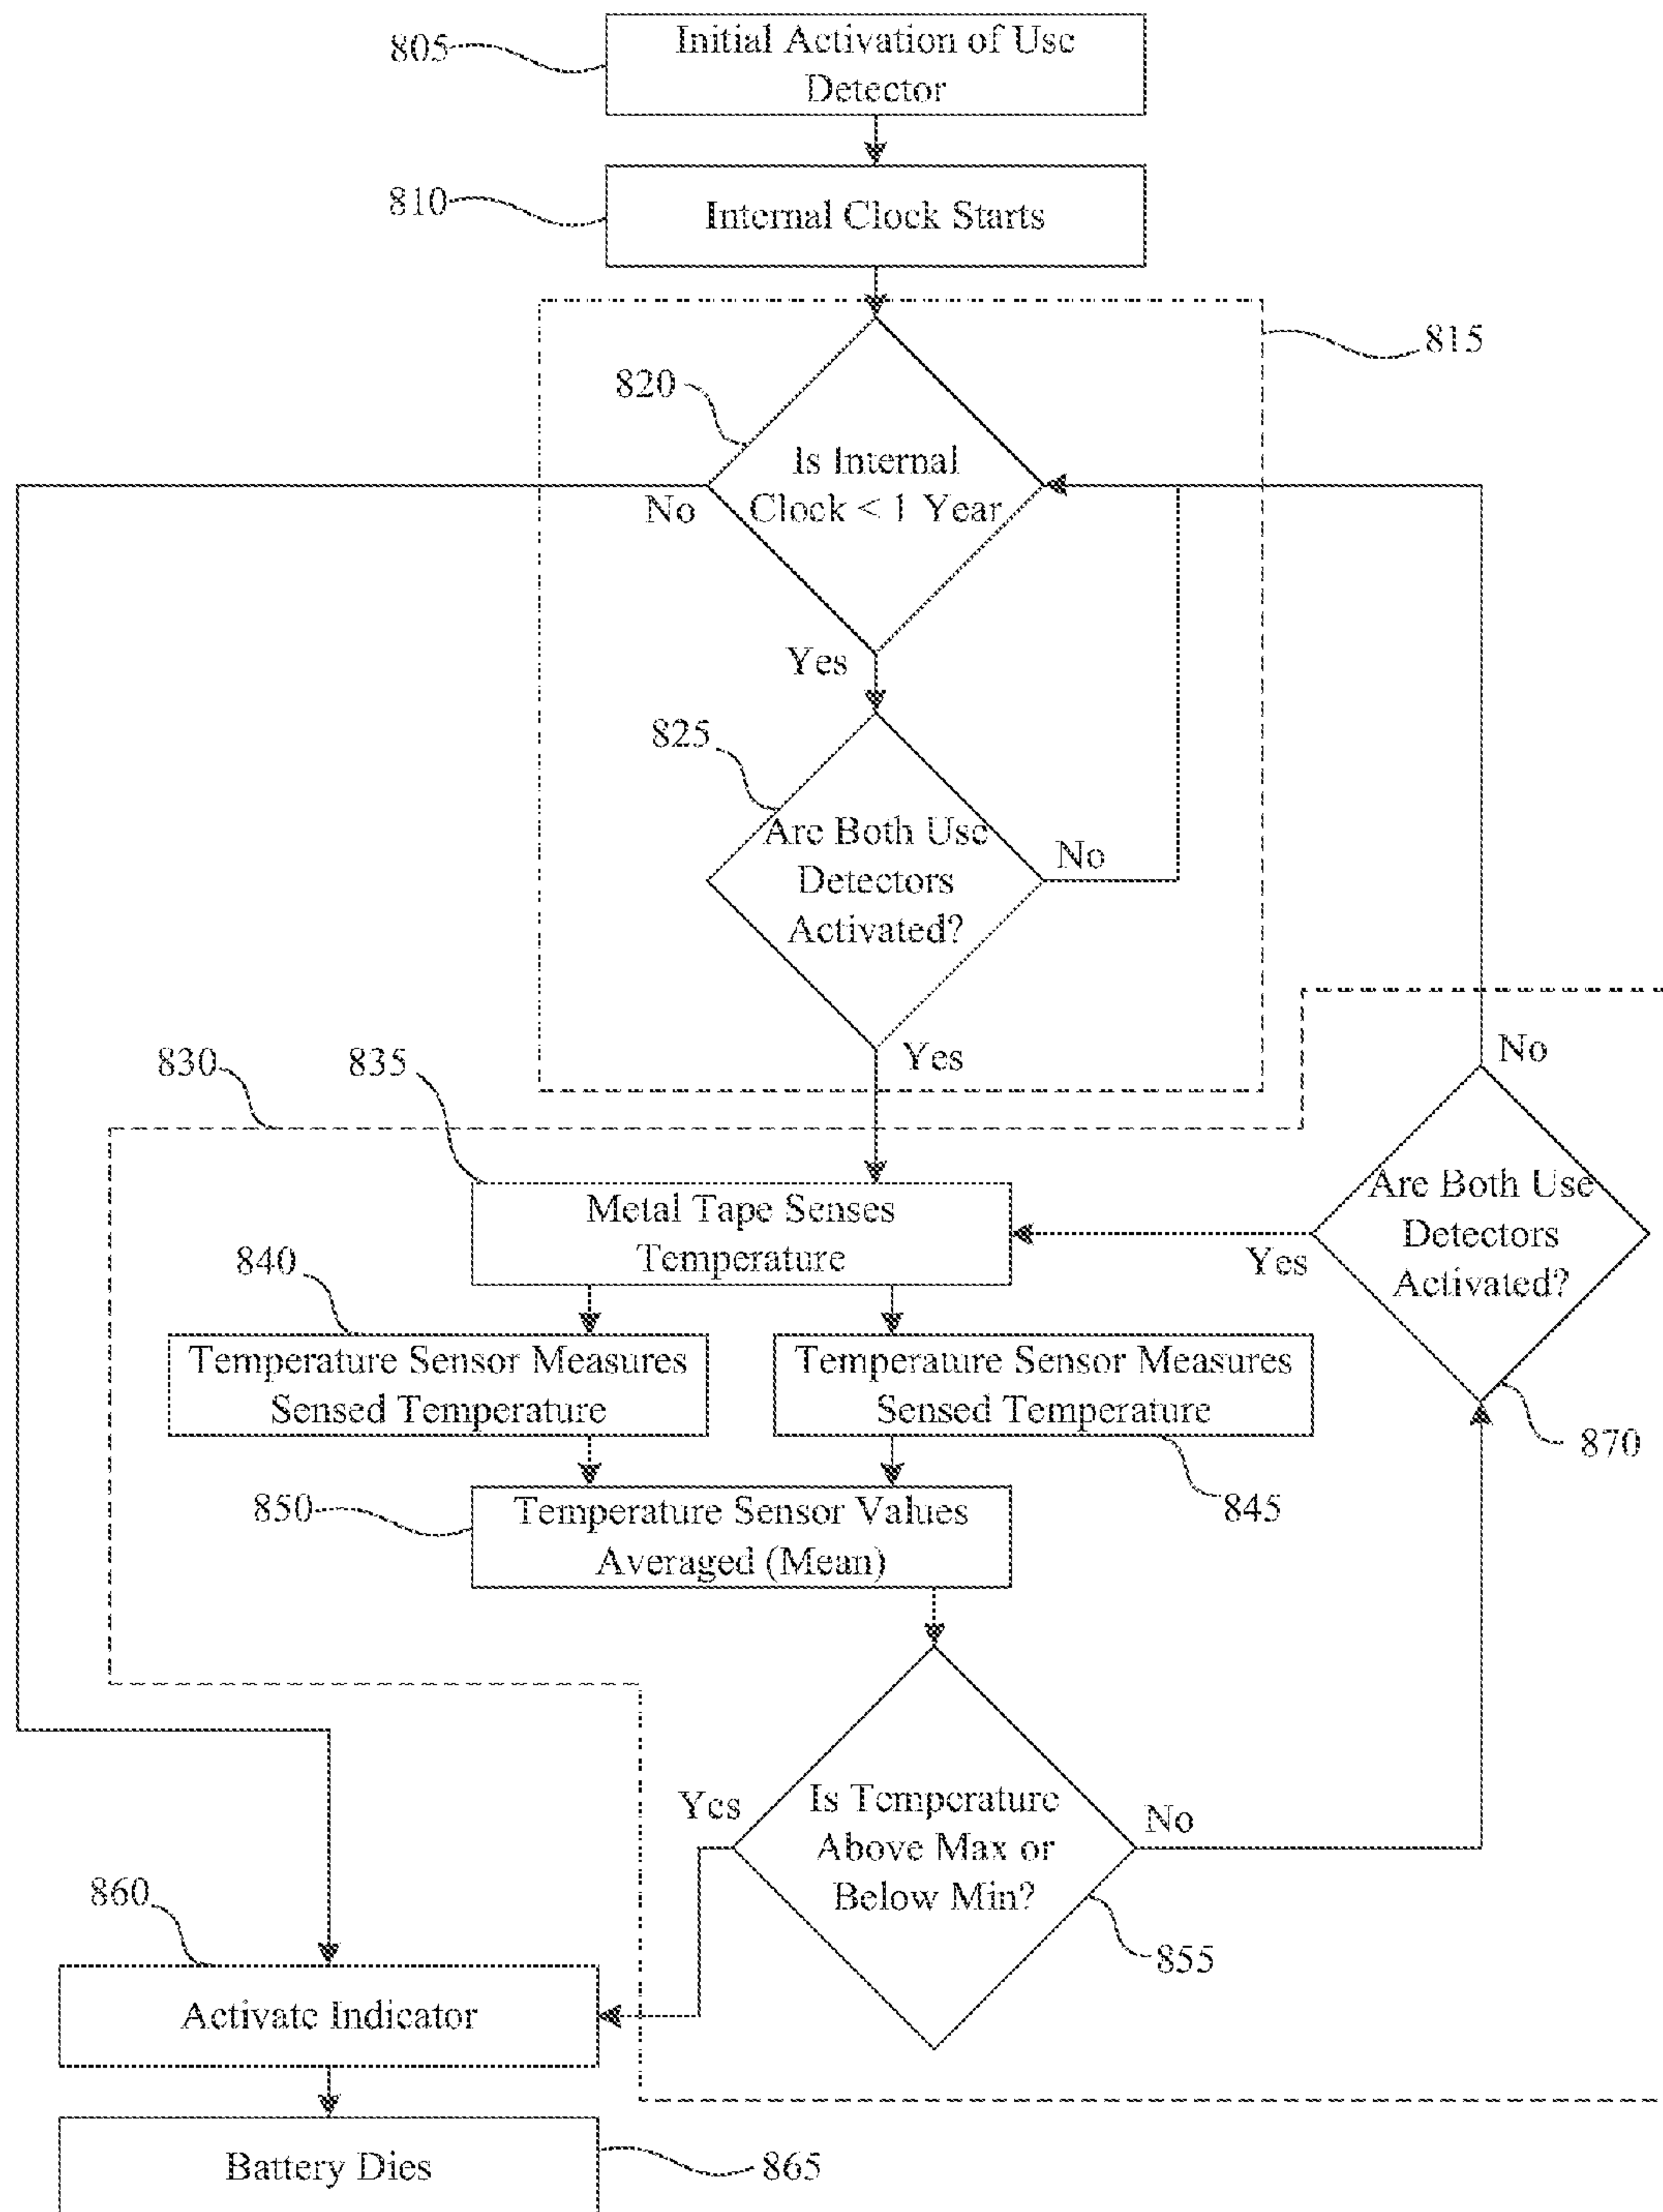 805
Initial Activation of Use
Detector
810
Internal Clock Starts
815
820
Is Internal
Clock < 1 Year
No
Yes
825
Are Both Use
Detectors
Activated?
No
Yes
830
835
Metal Tape Senses
Temperature
No
Are Both Use
Detectors
Activated?
Yes
870
840
Temperature Sensor Measures
Sensed Temperature
Temperature Sensor Measures
Sensed Temperature
845
850
Temperature Sensor Values
Averaged (Mean)
Yes
Is Temperature
Above Max or
Below Min?
No
855
860
Activate Indicator
Battery Dies
865